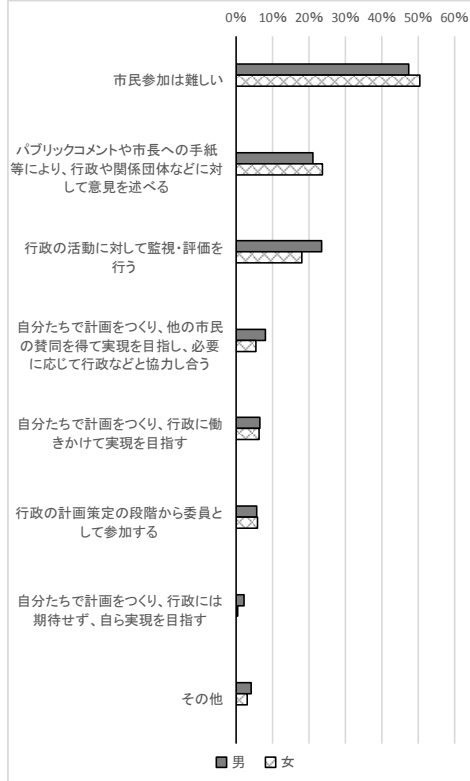 0% 10% 20% 30% 40% 50% 60%
市民参加は難しい
パブリックコメントや市長への手紙
等により、行政や関係団体などに対
して意見を述べる
行政の活動に対して監視・評価を
行う
自分たちで計画をつくり、他の市民
の賛同を得て実現を目指し、必要
に応じて行政などと協力し合う
自分たちで計画をつくり、行政に働
きかけて実現を目指す
行政の計画策定の段階から委員と
して参加する
自分たちで計画をつくり、行政には
期待せず、自ら実現を目指す
その他
男 女